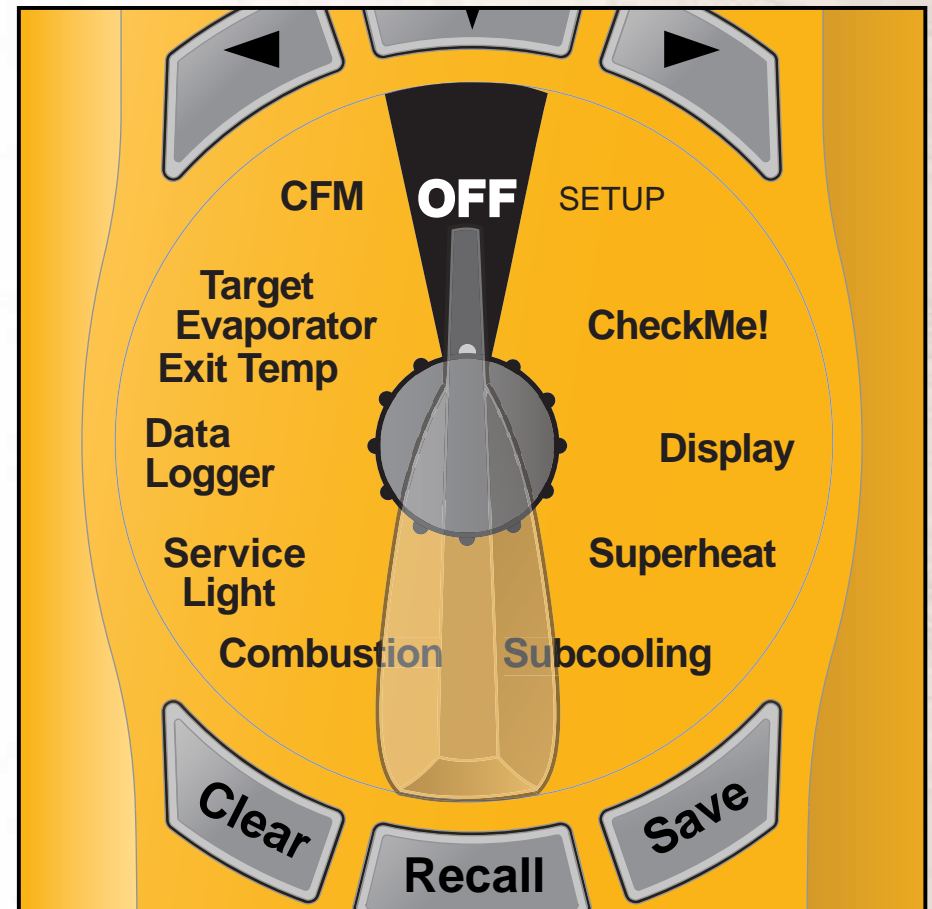 CFM
OFF
SETUP
Target
Evaporator
Exit Temp
CheckMe!
Data
Logger
Display
Service
Light
Superheat
Combustion
Subcooling
Clear
Recall
Save